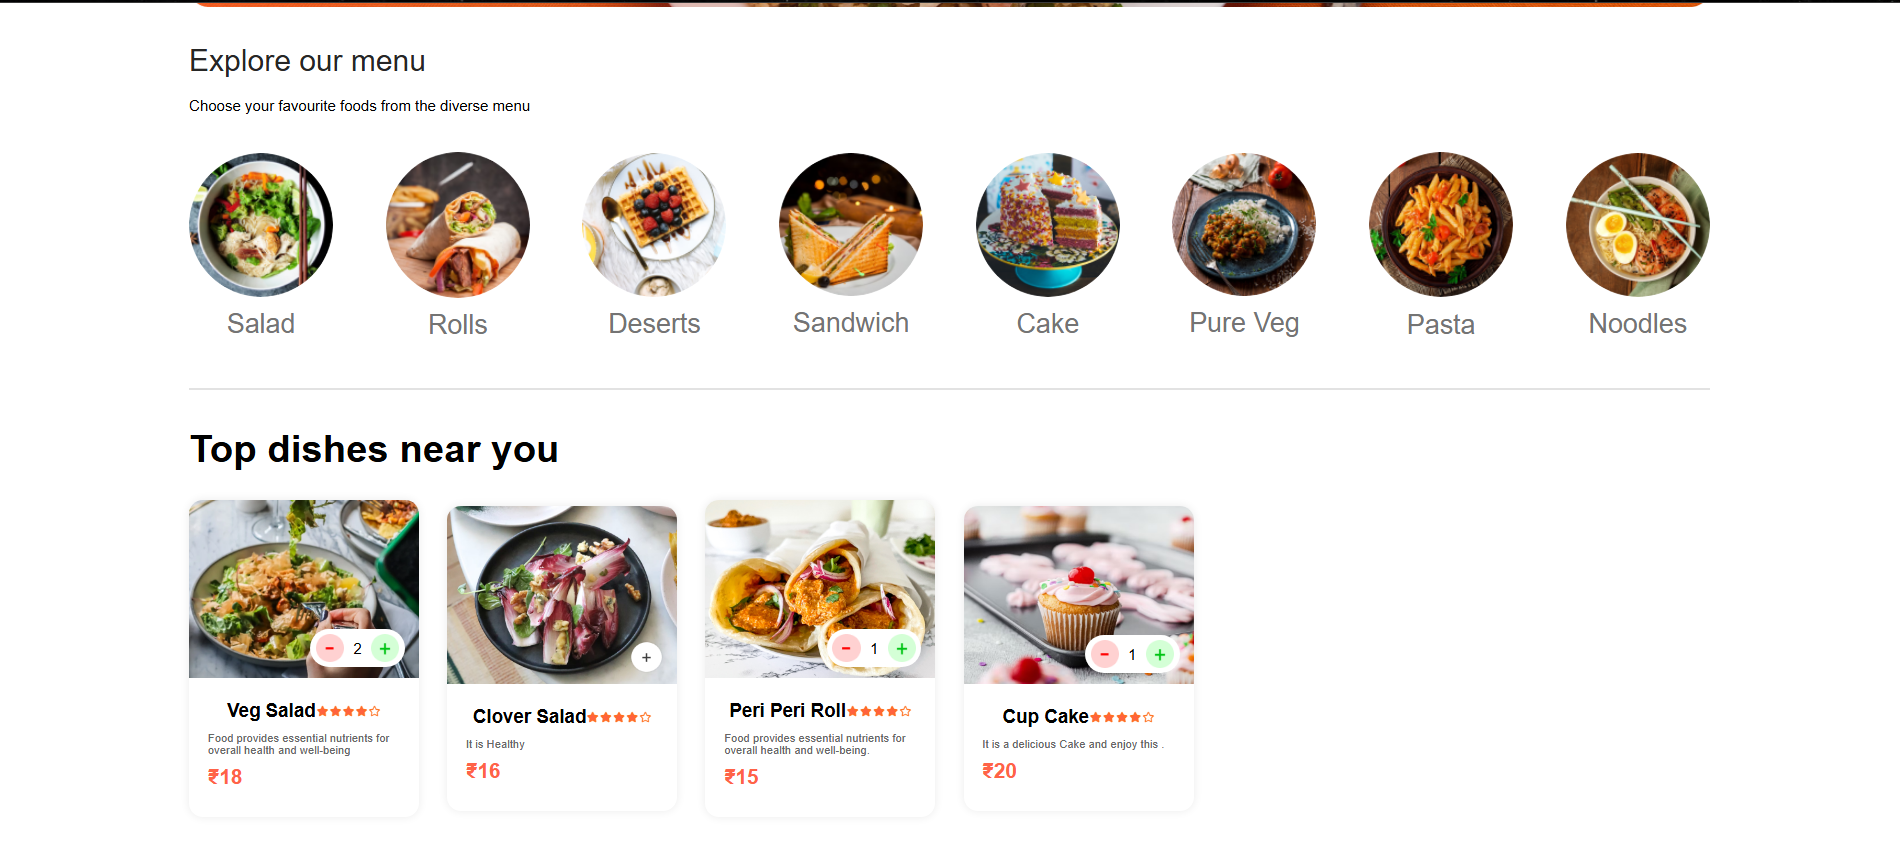 Explore our menu
Choose your favourite foods from the diverse menu
Salad
Rolls
Deserts
Sandwich
Cake
Pure Veg
Pasta
Noodles
Top dishes near you
- 2 +
Veg Salad
Food provides essential nutrients for
overall health and well-being
₹18
+
Clover Salad
It is Healthy
₹16
- 1 +
Peri Peri Roll
Food provides essential nutrients for
overall health and well-being.
₹15
- 1 +
Cup Cake
It is a delicious Cake and enjoy this .
₹20